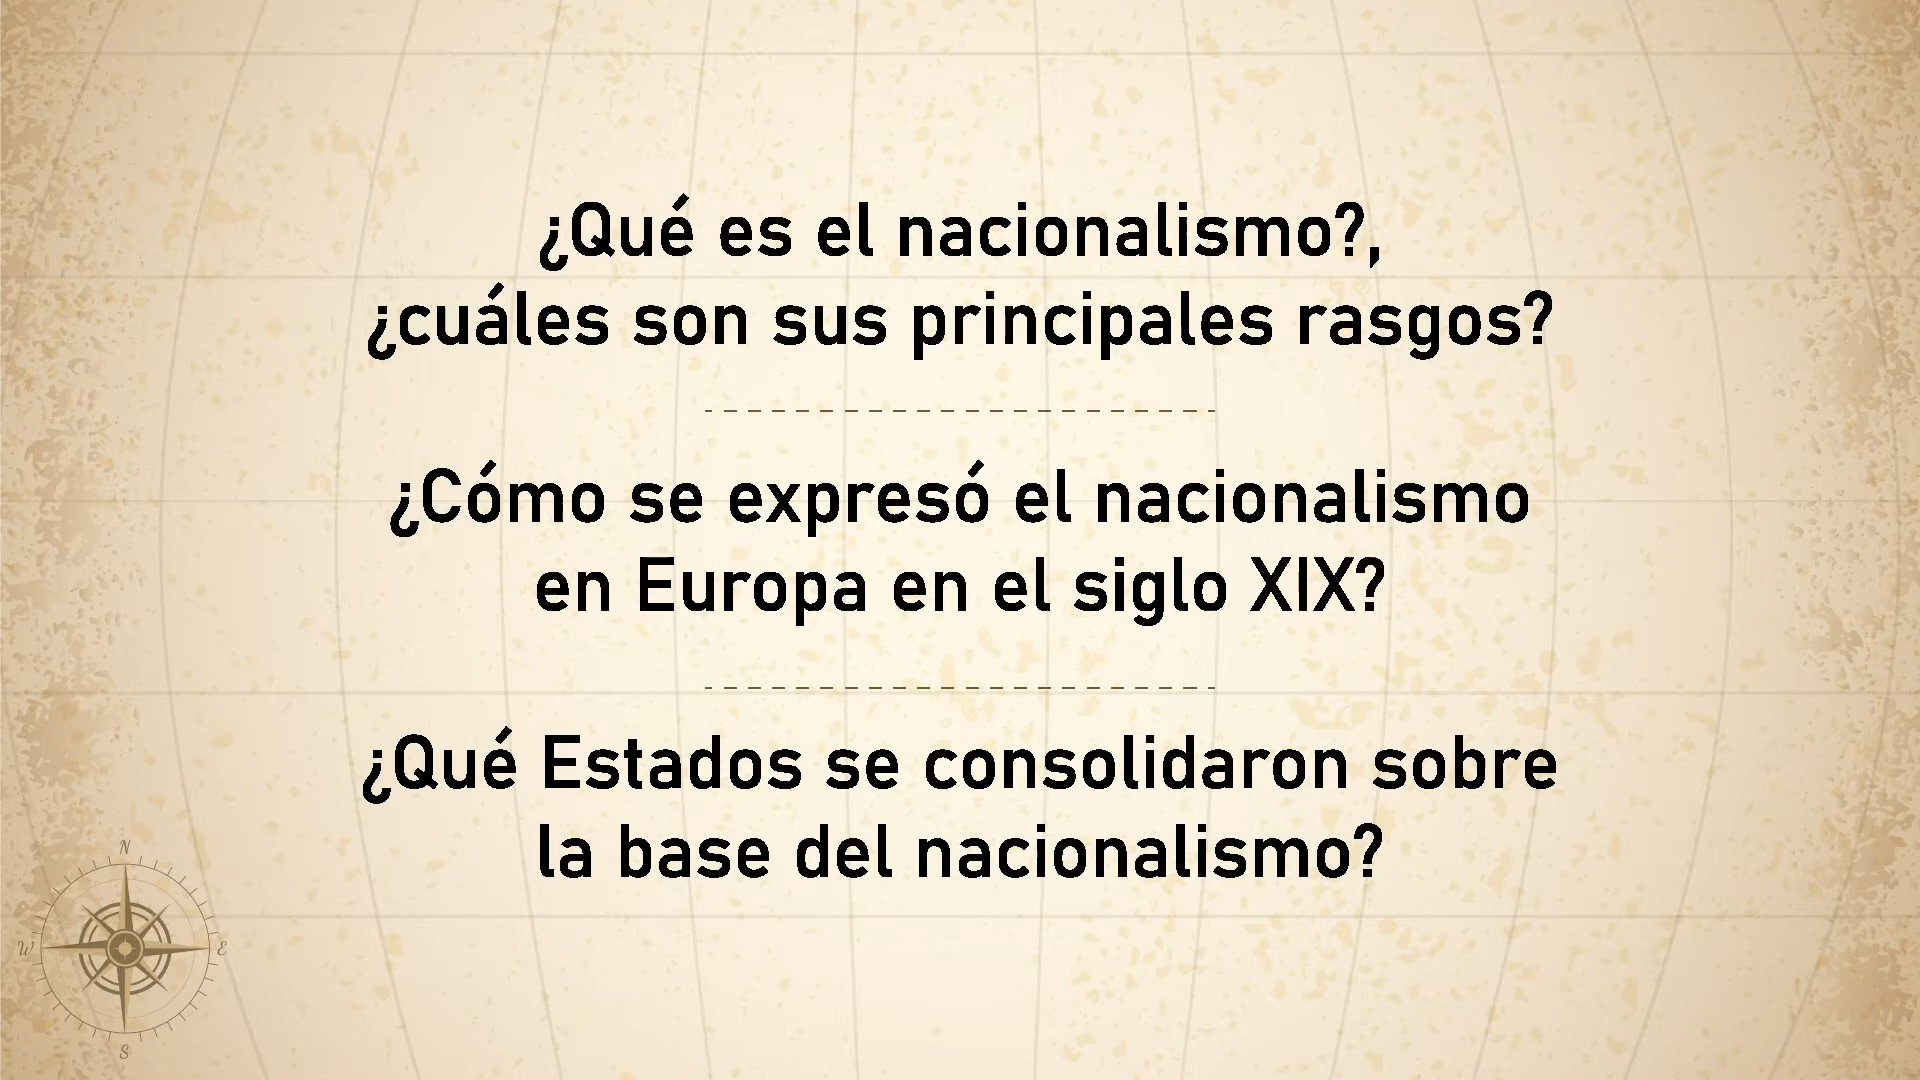 ¿Qué es el nacionalismo?,
¿cuáles son sus principales rasgos?
¿Cómo se expresó el nacionalismo
en Europa en el siglo XIX?
¿Qué Estados se consolidaron sobre
la base del nacionalismo?
N
W E
S